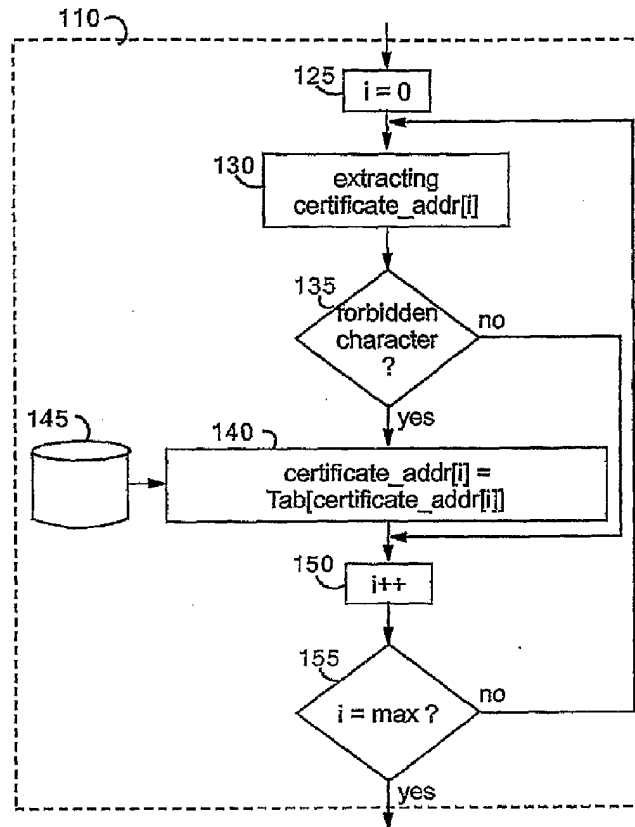 110
125
i = 0
130
extracting
certificate_addr[i]
135
forbidden
character
?
no
yes
145
140
certificate_addr[i] =
Tab[certificate_addr[i]]
150
i++
155
i = max ?
no
yes